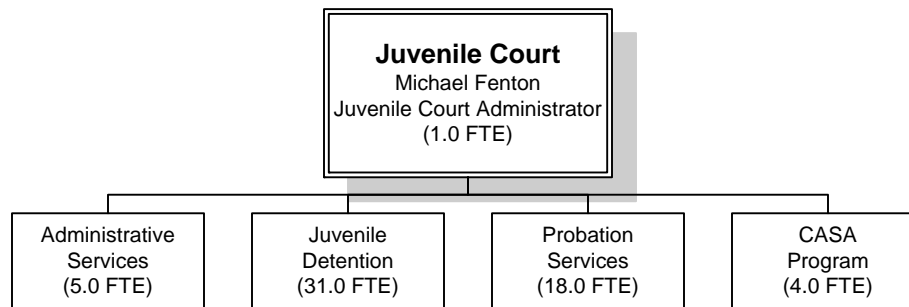 Juvenile Court
Michael Fenton
Juvenile Court Administrator
(1.0 FTE)
Administrative
Services
(5.0 FTE)
Juvenile
Detention
(31.0 FTE)
Probation
Services
(18.0 FTE)
CASA
Program
(4.0 FTE)